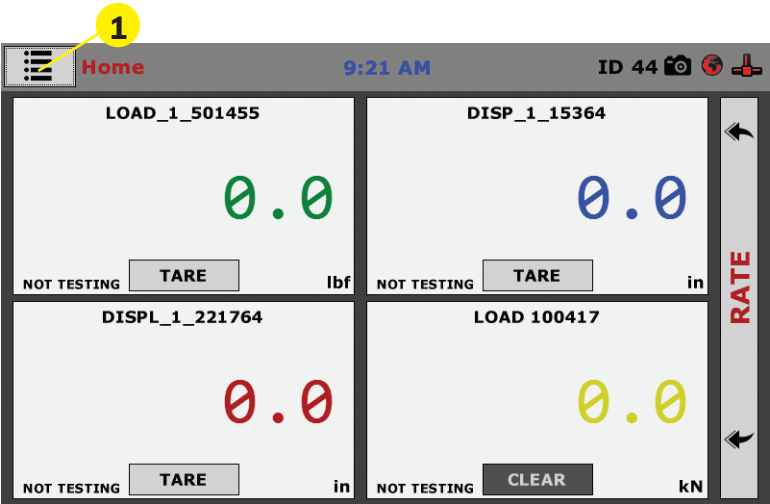 1
Home 9:21 AM ID 44
LOAD_1_501455
0.0
NOT TESTING TARE lbf
DISP_1_15364
0.0
NOT TESTING TARE in
DISPL_1_221764
0.0
NOT TESTING TARE in
LOAD 100417
0.0
NOT TESTING CLEAR kN
RATE